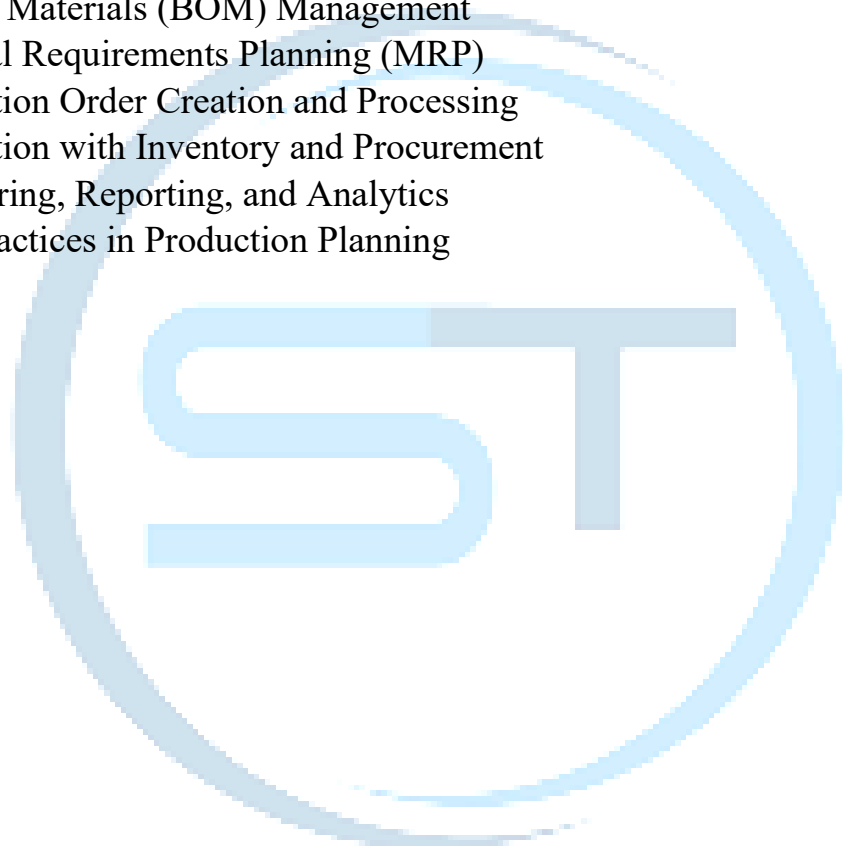 Materials (BOM) Management
l Requirements Planning (MRP)
tion Order Creation and Processing
tion with Inventory and Procurement
ring, Reporting, and Analytics
actices in Production Planning
ST